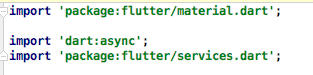 import 'package:flutter/material.dart';
import 'dart:async';
import 'package:flutter/services.dart';